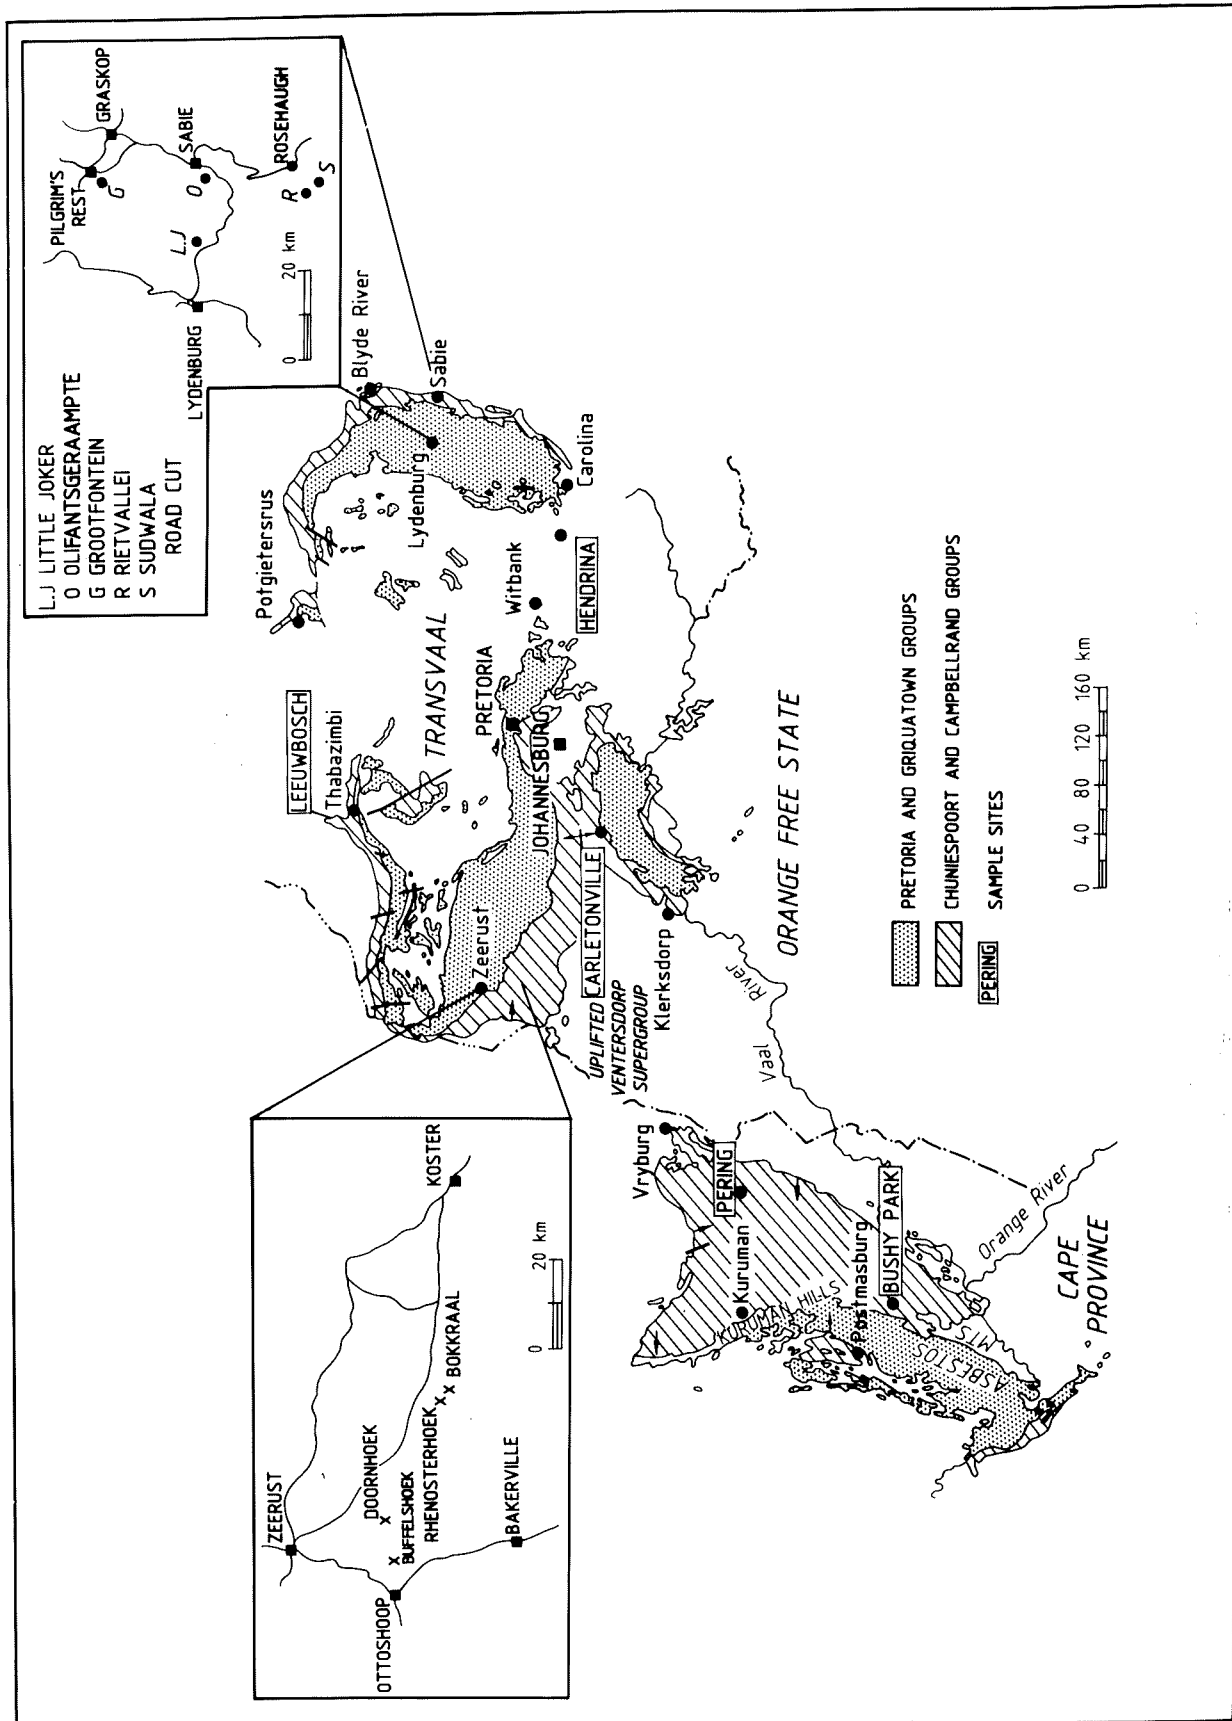 L.J LITTLE JOKER
O OLIFANTSGERAAMPTE
G GROOTFONTEIN
R RIETVALLEI
S SUDWALA
ROAD CUT
PILGRIM'S
REST
GRASKOP
G
SABIE
O
L.J
LYDENBURG
ROSEHAUGH
R
S
0 20 km
ZEERUST
DOORNHOEK
x
x
BUFFELSHOEK
RHENOSTERHOEK x
x BOKKRAAL
KOSTER
OTTOSHOOP
BAKERVILLE
0 20 km
Potgietersrus
Blyde River
Sabie
Lydenburg
Carolina
LEEUWBOSCH
Thabazimbi
TRANSVAAL
Witbank
HENDRINA
PRETORIA
JOHANNESBURG
Zeerust
CARLETONVILLE
UPLIFTED
VENTERSDORP
SUPERGROUP
Klerksdorp
Vaal River
ORANGE FREE STATE
Vryburg
PERING
Kuruman
KURUMAN HILLS
Postmasburg
BUSHY PARK
ASBESTOS MTS
Orange River
CAPE
PROVINCE
PRETORIA AND GRIQUATOWN GROUPS
CHUNIESPOORT AND CAMPBELLRAND GROUPS
PERING SAMPLE SITES
0 40 80 120 160 km